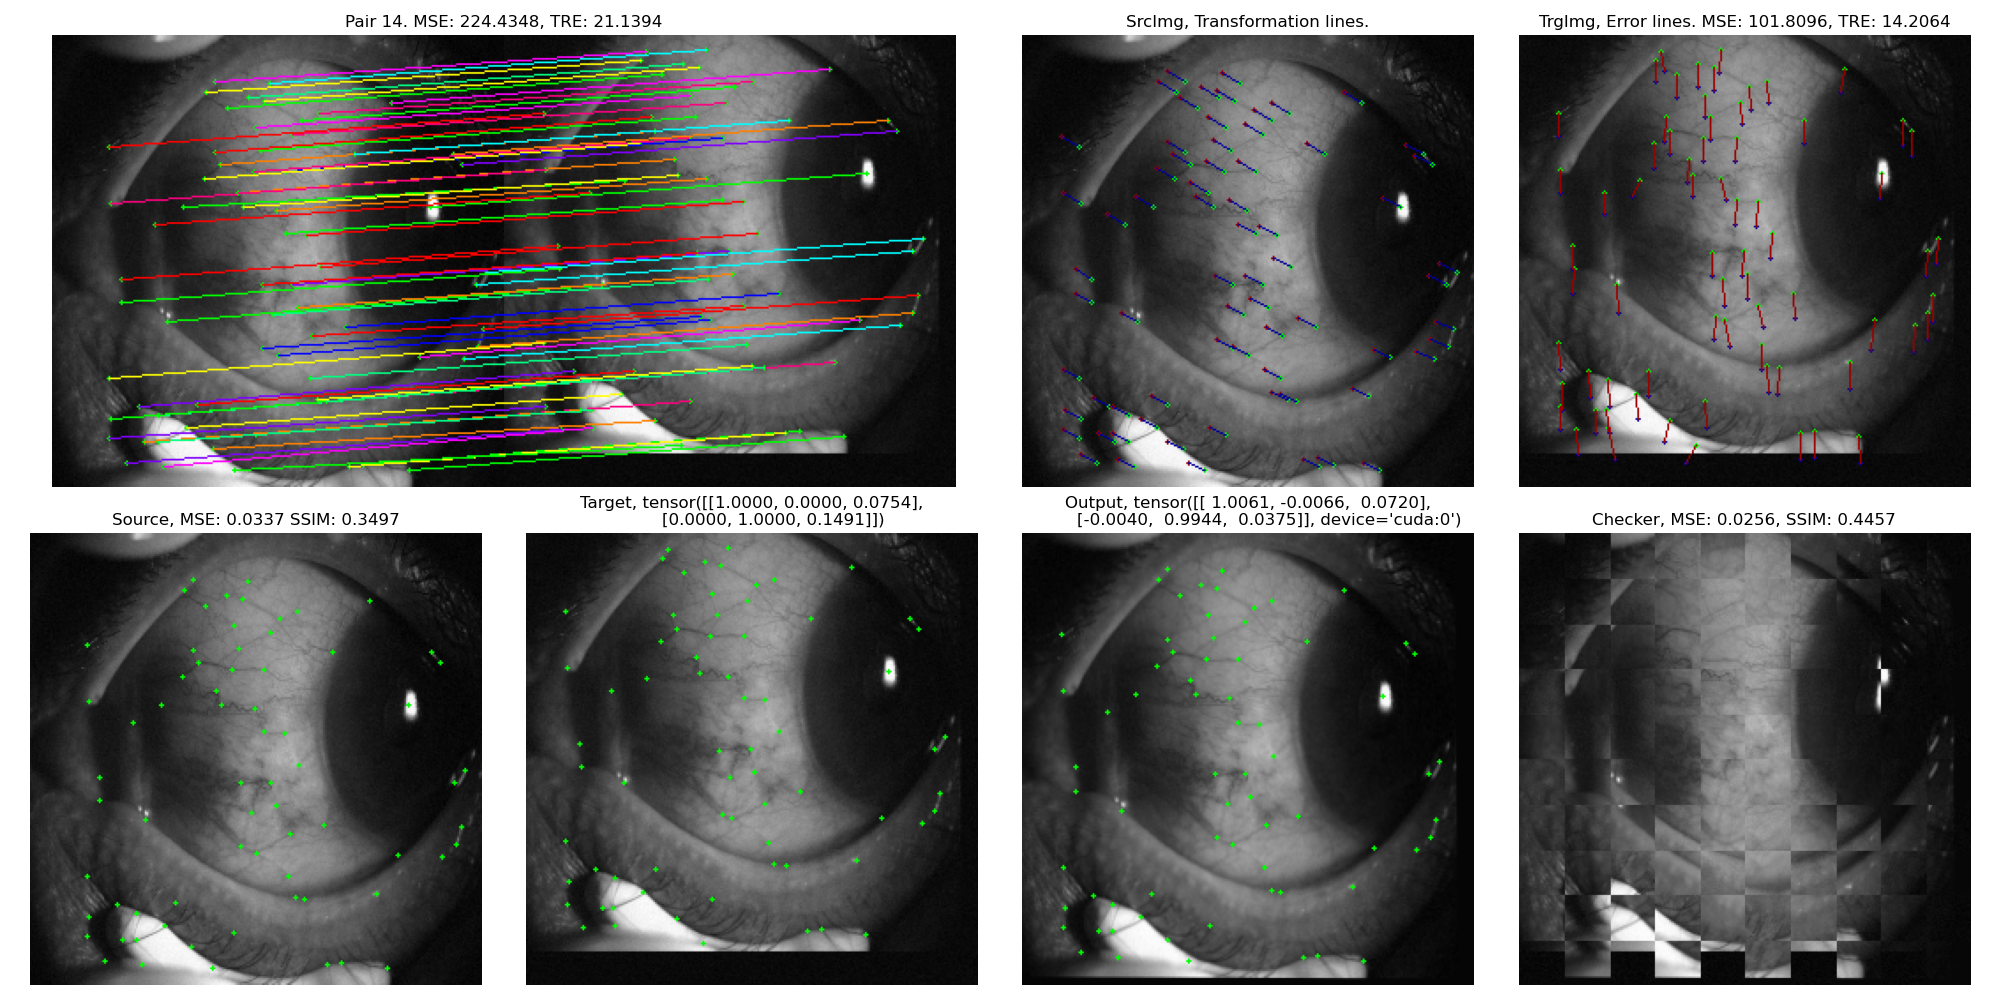 Pair 14. MSE: 224.4348, TRE: 21.1394
SrcImg, Transformation lines.
TrgImg, Error lines. MSE: 101.8096, TRE: 14.2064
Source, MSE: 0.0337 SSIM: 0.3497
Target, tensor([[1.0000, 0.0000, 0.0754],
[0.0000, 1.0000, 0.1491]])
Output, tensor([[ 1.0061, -0.0066,  0.0720],
[-0.0040,  0.9944,  0.0375]], device='cuda:0')
Checker, MSE: 0.0256, SSIM: 0.4457